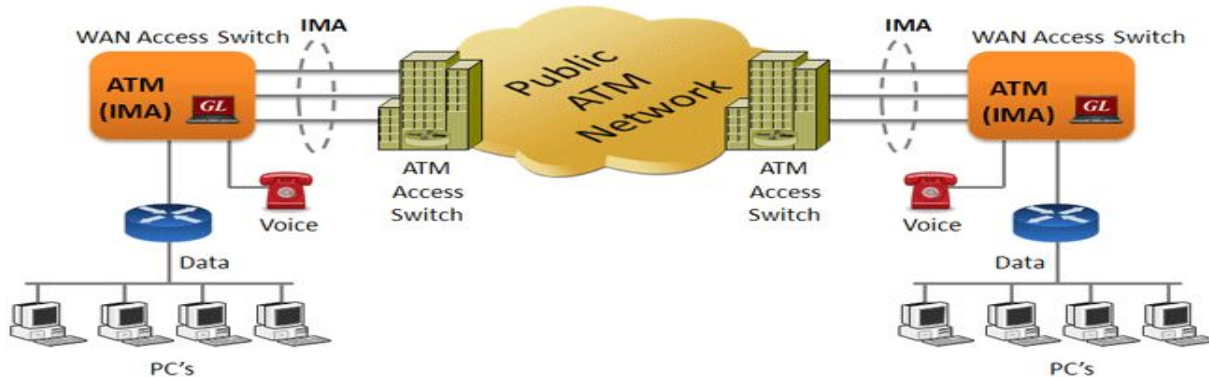 WAN Access Switch
IMA
ATM
(IMA)
GL
ATM
Access
Switch
Voice
Data
PC's
Public
ATM
Network
IMA
WAN Access Switch
ATM
(IMA)
GL
ATM
Access
Switch
Voice
Data
PC's